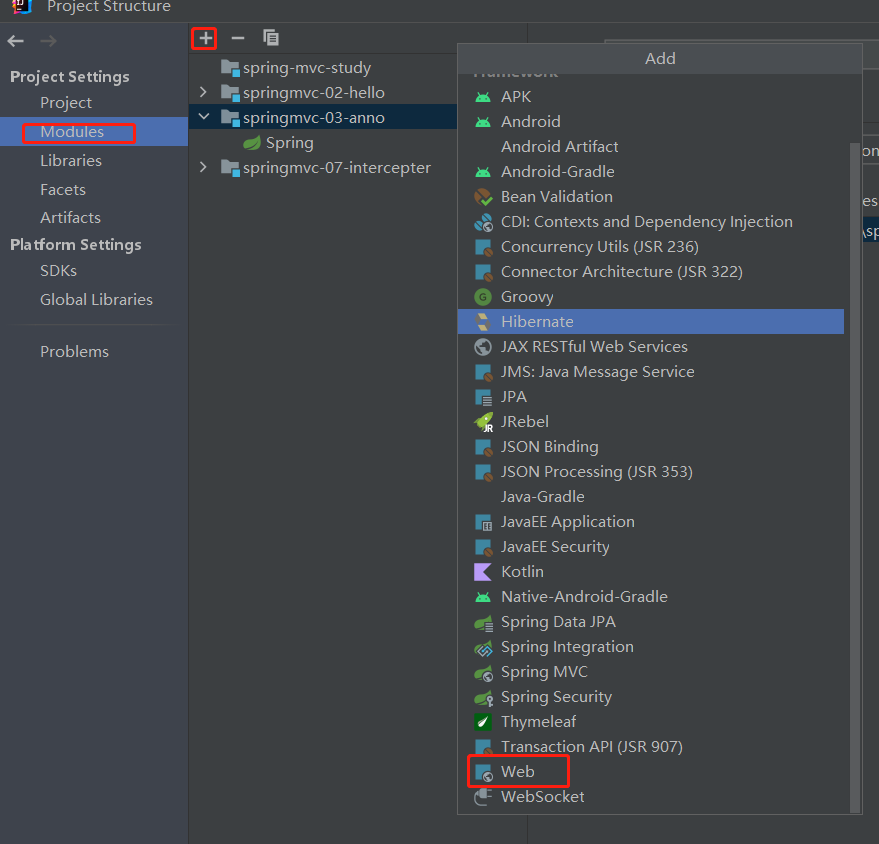 Project Structure
Project Settings
Project
Modules
Libraries
Facets
Artifacts
Platform Settings
SDKs
Global Libraries
Problems
spring-mvc-study
springmvc-02-hello
springmvc-03-anno
Spring
springmvc-07-intercepter
Add
Framework
APK
Android
Android Artifact
Android-Gradle
Bean Validation
CDI: Contexts and Dependency Injection
Concurrency Utils (JSR 236)
Connector Architecture (JSR 322)
Groovy
Hibernate
JAX RESTful Web Services
JMS: Java Message Service
JPA
JRebel
JSON Binding
JSON Processing (JSR 353)
Java-Gradle
JavaEE Application
JavaEE Security
Kotlin
Native-Android-Gradle
Spring Data JPA
Spring Integration
Spring MVC
Spring Security
Thymeleaf
Transaction API (JSR 907)
Web
WebSocket
on
es
\sp